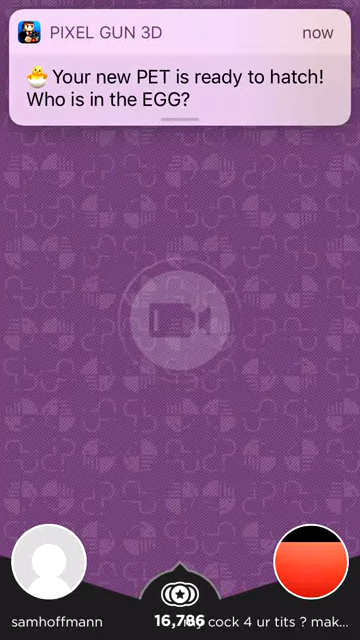 PIXEL GUN 3D
now
🐣 Your new PET is ready to hatch!
Who is in the EGG?
16,786
samhoffmann
my cock 4 ur tits ? mak...